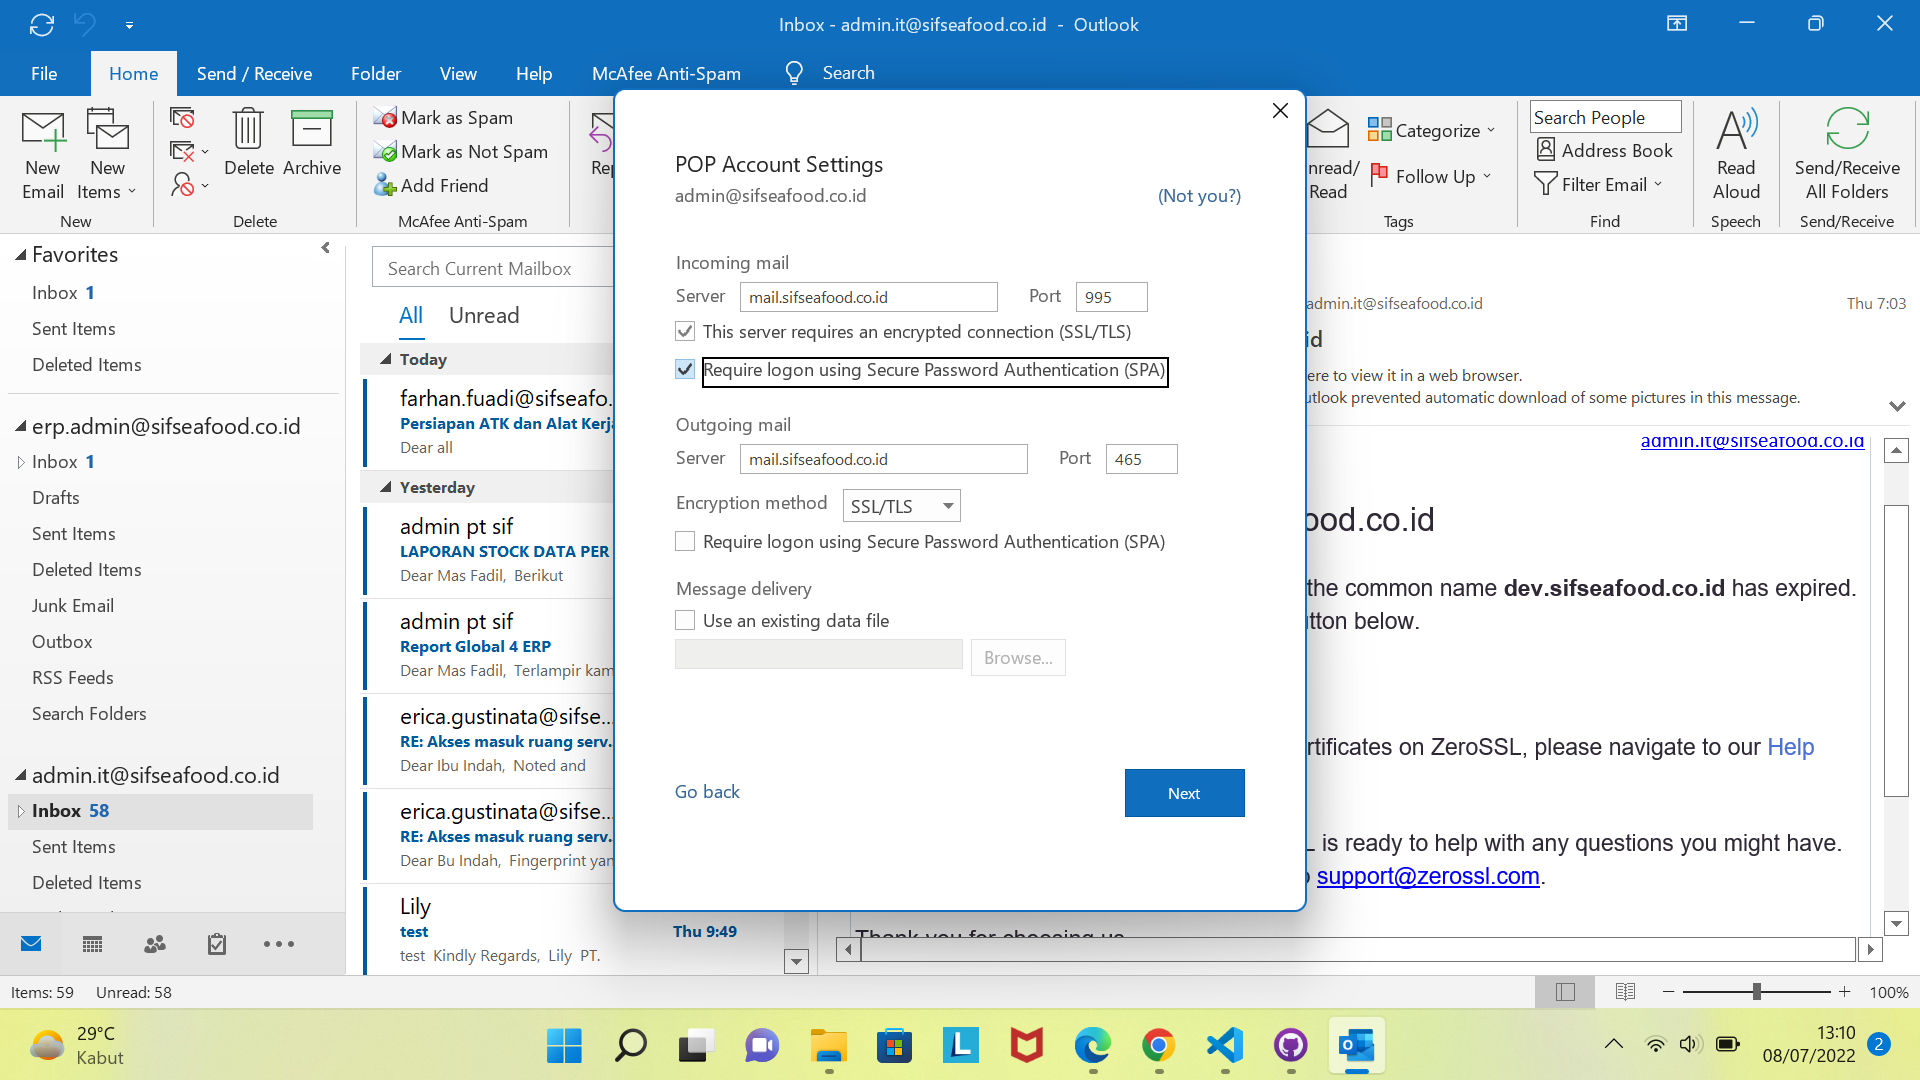 Inbox - admin.it@sifseafood.co.id - Outlook
File
Home
Send / Receive
Folder
View
Help
McAfee Anti-Spam
Search
New
Email
New
Items
New
Delete
Archive
Delete
Mark as Spam
Mark as Not Spam
Add Friend
McAfee Anti-Spam
Read
Categorize
Follow Up
Tags
Search People
Address Book
Filter Email
Find
Read
Aloud
Speech
Send/Receive
All Folders
Send/Receive
Favorites
Inbox 1
Sent Items
Deleted Items
erp.admin@sifseafood.co.id
Inbox 1
Drafts
Sent Items
Deleted Items
Junk Email
Outbox
RSS Feeds
Search Folders
admin.it@sifseafood.co.id
Inbox 58
Sent Items
Deleted Items
Search Current Mailbox
All
Unread
Today
farhan.fuadi@sifseafo...
Persiapan ATK dan Alat Kerja
Dear all
Yesterday
admin pt sif
LAPORAN STOCK DATA PER
Dear Mas Fadil, Berikut
admin pt sif
Report Global 4 ERP
Dear Mas Fadil, Terlampir kam
erica.gustinata@sifse...
RE: Akses masuk ruang serv...
Dear Ibu Indah, Noted and
erica.gustinata@sifse...
RE: Akses masuk ruang serv...
Dear Bu Indah, Fingerprint yan
Lily
test
Thu 9:49
test Kindly Regards, Lily PT.
POP Account Settings
admin@sifseafood.co.id
(Not you?)
Incoming mail
Server mail.sifseafood.co.id Port 995
This server requires an encrypted connection (SSL/TLS)
Require logon using Secure Password Authentication (SPA)
Outgoing mail
Server mail.sifseafood.co.id Port 465
Encryption method SSL/TLS
Require logon using Secure Password Authentication (SPA)
Message delivery
Use an existing data file
Browse...
Go back
Next
admin.it@sifseafood.co.id
Thu 7:03
id
ere to view it in a web browser.
utlook prevented automatic download of some pictures in this message.
admin.it@sifseafood.co.id
ood.co.id
the common name dev.sifseafood.co.id has expired.
tton below.
rtificates on ZeroSSL, please navigate to our Help
L is ready to help with any questions you might have.
support@zerossl.com.
Thank you for choosing us
Items: 59
Unread: 58
100%
29°C
Kabut
13:10
08/07/2022
2